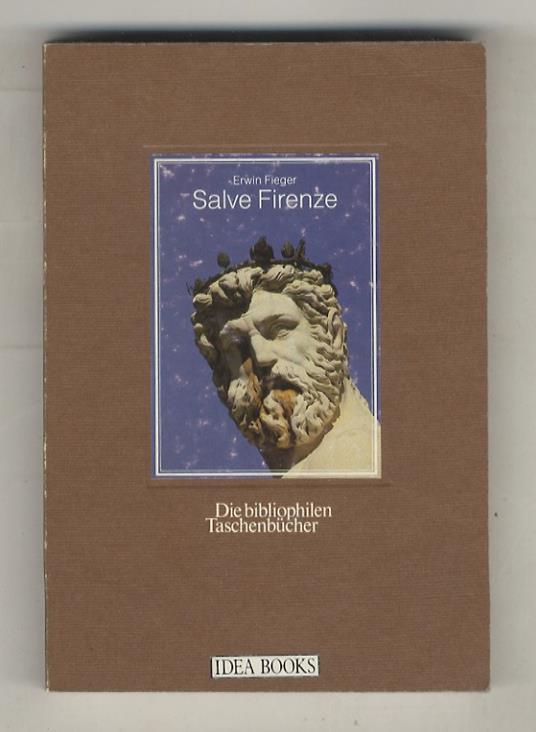 Erwin Fieger
Salve Firenze
Die bibliophilen
Taschenbücher
IDEA BOOKS